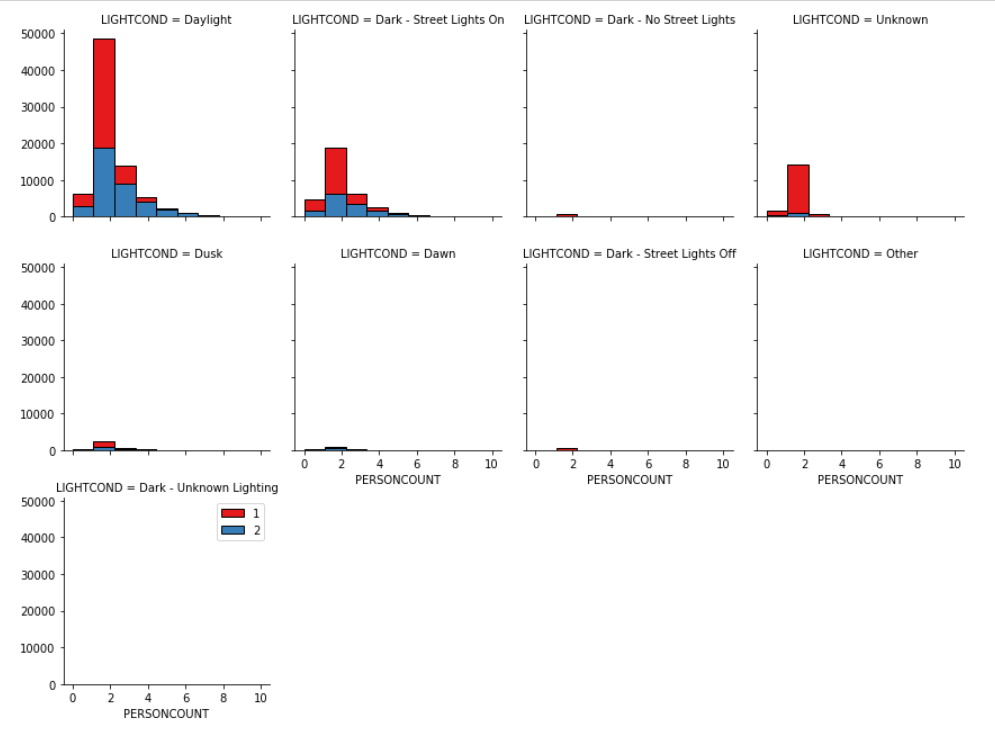 LIGHTCOND = Daylight
LIGHTCOND = Dark - Street Lights On
LIGHTCOND = Dark - No Street Lights
LIGHTCOND = Unknown
50000
40000
30000
20000
10000
0
LIGHTCOND = Dusk
LIGHTCOND = Dawn
LIGHTCOND = Dark - Street Lights Off
LIGHTCOND = Other
50000
40000
30000
20000
10000
0
0 2 4 6 8 10
PERSONCOUNT
0 2 4 6 8 10
PERSONCOUNT
0 2 4 6 8 10
PERSONCOUNT
LIGHTCOND = Dark - Unknown Lighting
50000
40000
30000
20000
10000
0
1
2
0 2 4 6 8 10
PERSONCOUNT